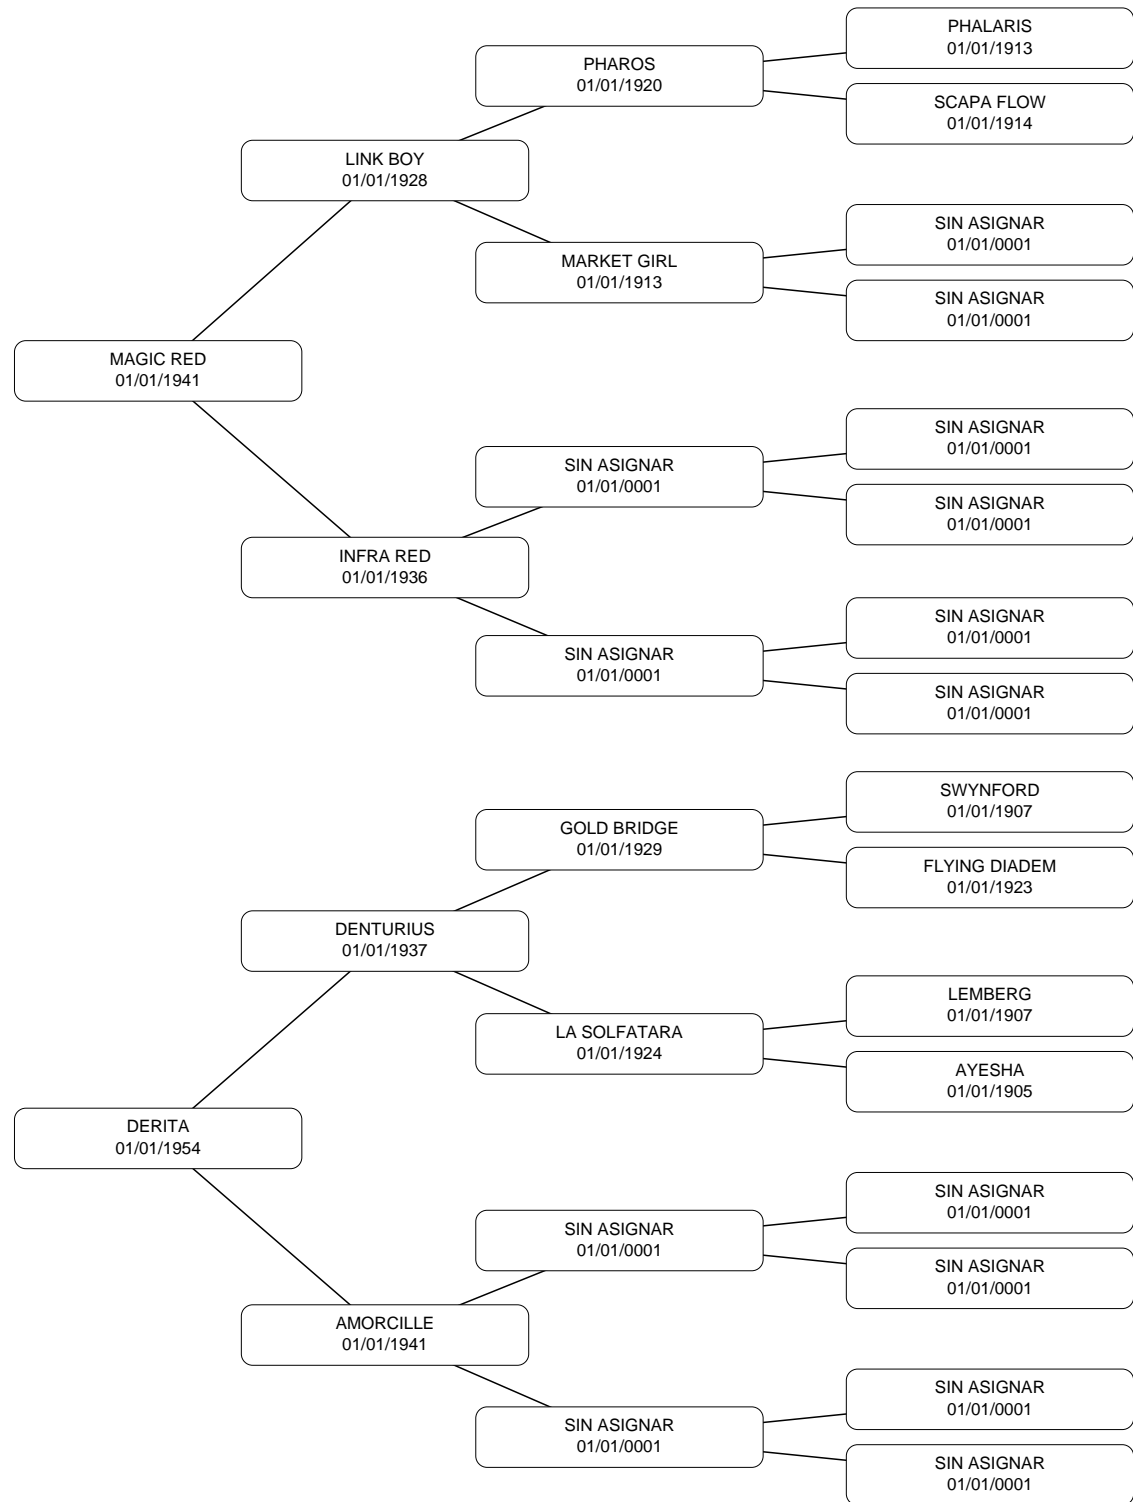 PHALARIS
01/01/1913
PHAROS
01/01/1920
SCAPA FLOW
01/01/1914
LINK BOY
01/01/1928
SIN ASIGNAR
01/01/0001
MARKET GIRL
01/01/1913
SIN ASIGNAR
01/01/0001
MAGIC RED
01/01/1941
SIN ASIGNAR
01/01/0001
SIN ASIGNAR
01/01/0001
SIN ASIGNAR
01/01/0001
INFRA RED
01/01/1936
SIN ASIGNAR
01/01/0001
SIN ASIGNAR
01/01/0001
SIN ASIGNAR
01/01/0001
SWYNFORD
01/01/1907
GOLD BRIDGE
01/01/1929
FLYING DIADEM
01/01/1923
DENTURIUS
01/01/1937
LEMBERG
01/01/1907
LA SOLFATARA
01/01/1924
AYESHA
01/01/1905
DERITA
01/01/1954
SIN ASIGNAR
01/01/0001
SIN ASIGNAR
01/01/0001
SIN ASIGNAR
01/01/0001
AMORCILLE
01/01/1941
SIN ASIGNAR
01/01/0001
SIN ASIGNAR
01/01/0001
SIN ASIGNAR
01/01/0001